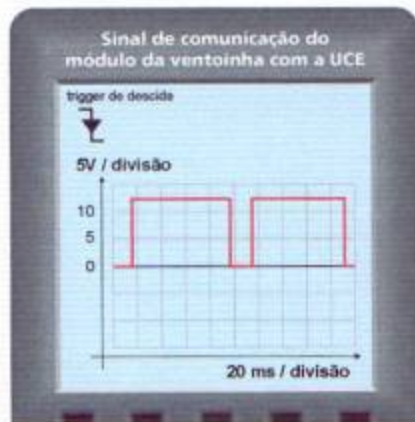 Sinal de comunicação do
módulo da ventoinha com a UCE
trigger de descida
5V / divisão
10
5
0
20 ms / divisão